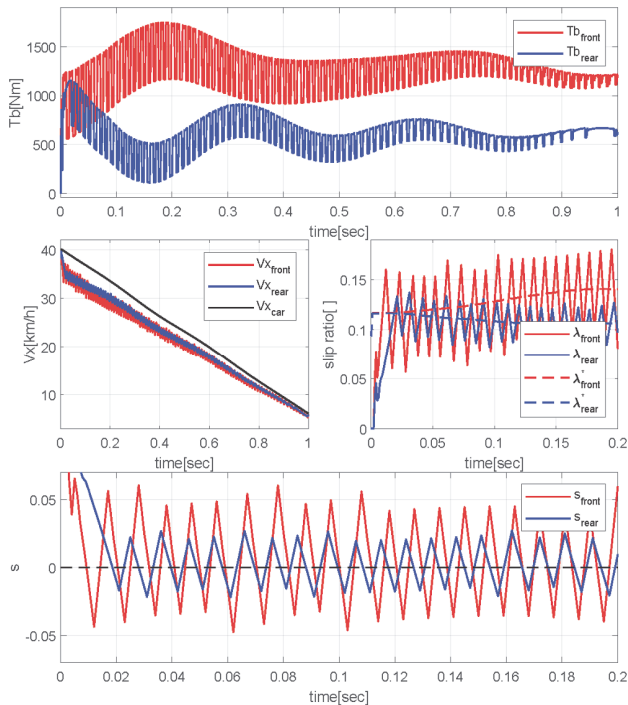 Tb[Nm]
1500
1000
500
0
Tb_front
Tb_rear
0 0.1 0.2 0.3 0.4 0.5 0.6 0.7 0.8 0.9 1
time[sec]
Vx[km/h]
40
30
20
10
Vx_front
Vx_rear
Vx_car
0 0.2 0.4 0.6 0.8 1
time[sec]
slip ratio[ ]
0.15
0.1
0.05
0
λ_front
λ_rear
λ*_front
λ*_rear
0 0.05 0.1 0.15 0.2
time[sec]
s
0.05
0
-0.05
s_front
s_rear
0 0.02 0.04 0.06 0.08 0.1 0.12 0.14 0.16 0.18 0.2
time[sec]